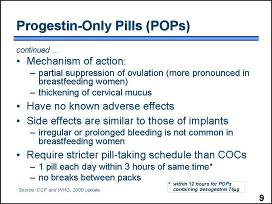 Progestin-Only Pills (POPs)
continued …
• Mechanism of action:
– partial suppression of ovulation (more pronounced in
breastfeeding women)
– thickening of cervical mucus
• Have no known adverse effects
• Side effects are similar to those of implants
– irregular or prolonged bleeding is not common in
breastfeeding women
• Require stricter pill-taking schedule than COCs
– 1 pill each day within 3 hours of same time*
– no breaks between packs
* within 12 hours for POPs
containing desogestrel 75µg
Source: CCP and WHO, 2008 update.
9